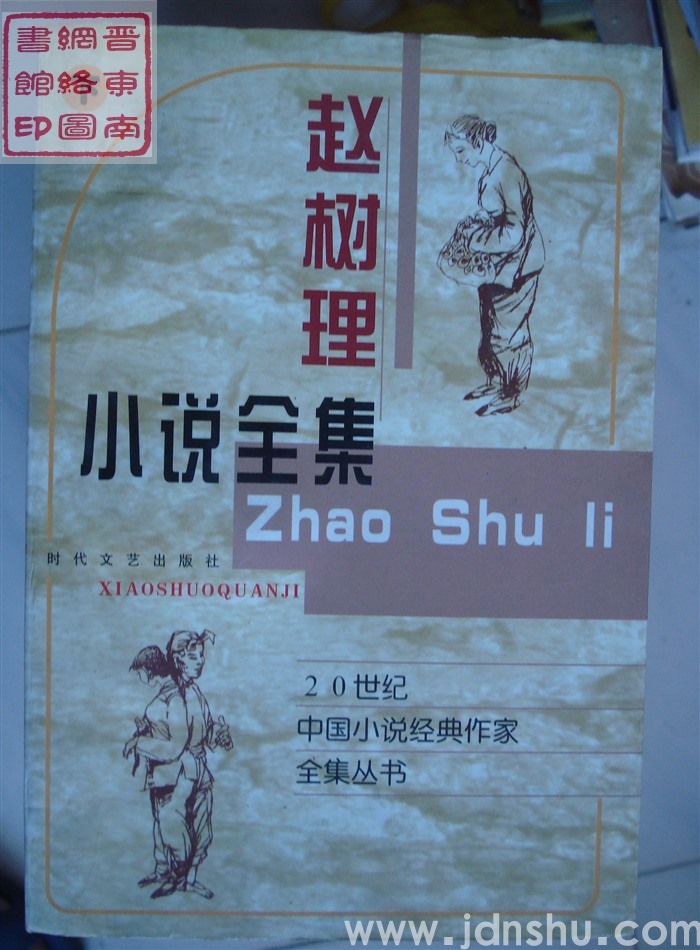 晋東南
網絡圖
書館印
赵树理
小说全集
Zhao Shu li
时代文艺出版社
XIAOSHUOQUANJI
20世纪
中国小说经典作家
全集丛书
www.jdnshu.com